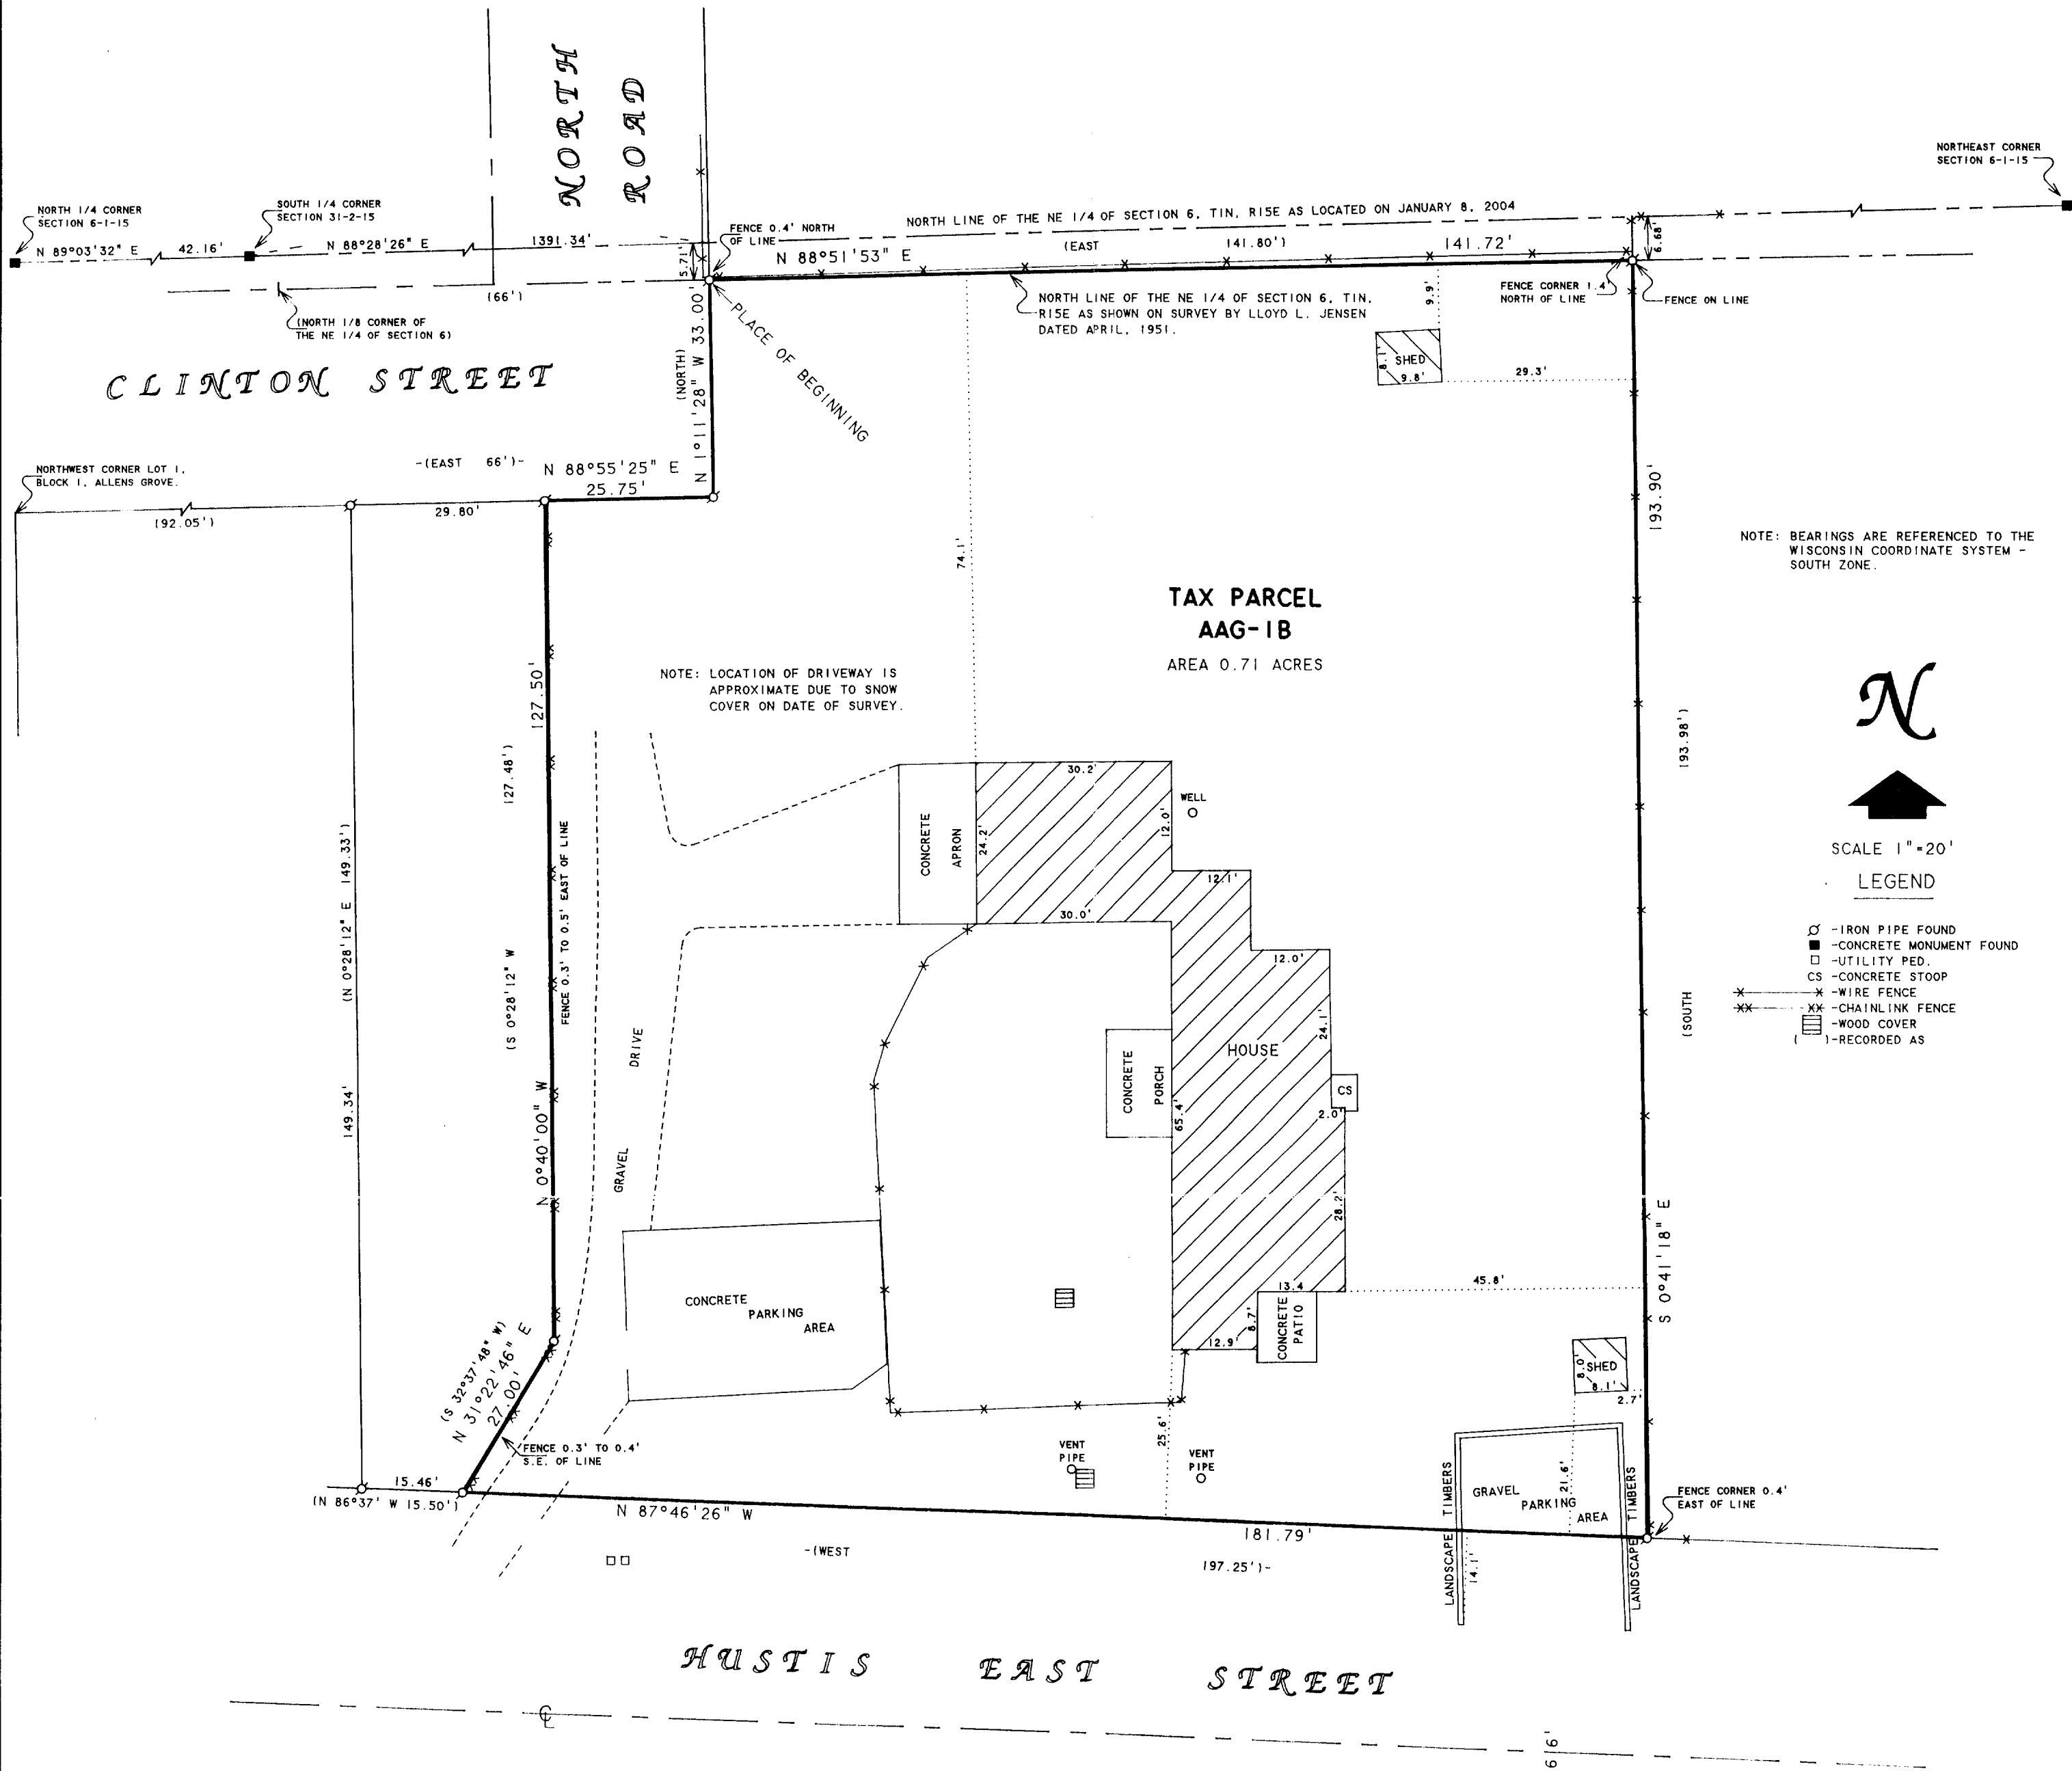 NORTH
ROAD
NORTHEAST CORNER
SECTION 6-1-15
NORTH 1/4 CORNER
SECTION 6-1-15
SOUTH 1/4 CORNER
SECTION 31-2-15
N 89°03'32" E
42.16'
N 88°28'26" E
1391.34'
5.71'
FENCE 0.4' NORTH
OF LINE
NORTH LINE OF THE NE 1/4 OF SECTION 6, T1N, R15E AS LOCATED ON JANUARY 8, 2004
N 88°51'53" E
(EAST
141.80')
141.72'
6.68'
(66')
(NORTH 1/8 CORNER OF
THE NE 1/4 OF SECTION 6)
NORTH LINE OF THE NE 1/4 OF SECTION 6, T1N,
R15E AS SHOWN ON SURVEY BY LLOYD L. JENSEN
DATED APRIL, 1951.
9.9'
FENCE CORNER 1.4'
NORTH OF LINE
FENCE ON LINE
PLACE OF BEGINNING
(NORTH)
N 1°11'28" W 33.00'
CLINTON STREET
8.1'
SHED
9.8'
29.3'
NORTHWEST CORNER LOT 1,
BLOCK 1, ALLENS GROVE.
-(EAST 66')-
N 88°55'25" E
25.75'
(92.05')
29.80'
193.90'
NOTE: BEARINGS ARE REFERENCED TO THE
WISCONSIN COORDINATE SYSTEM -
SOUTH ZONE.
74.1'
TAX PARCEL
AAG-1B
AREA 0.71 ACRES
NOTE: LOCATION OF DRIVEWAY IS
APPROXIMATE DUE TO SNOW
COVER ON DATE OF SURVEY.
127.50'
127.48')
(S 0°28'12" W
N 0°40'00" W
FENCE 0.3' TO 0.5' EAST OF LINE
(N 0°28'12" E 149.33')
149.34'
193.98')
(SOUTH
S 0°41'18" E
N
SCALE 1"=20'
LEGEND
-IRON PIPE FOUND
-CONCRETE MONUMENT FOUND
-UTILITY PED.
CS -CONCRETE STOOP
X X -WIRE FENCE
XX XX -CHAINLINK FENCE
-WOOD COVER
( )-RECORDED AS
CONCRETE
APRON
24.2'
30.2'
12.0'
WELL
12.1'
30.0'
12.0'
24.1'
HOUSE
CONCRETE
PORCH
65.4'
CS
2.0'
28.2'
GRAVEL DRIVE
CONCRETE
PARKING
AREA
13.4
45.8'
8.7'
12.9'
CONCRETE
PATIO
8.0'
SHED
8.1'
2.7'
(S 32°37'48" W)
N 31°22'46" E
27.00'
FENCE 0.3' TO 0.4'
S.E. OF LINE
25.6'
VENT
PIPE
VENT
PIPE
LANDSCAPE TIMBERS
GRAVEL
PARKING
AREA
21.6'
LANDSCAPE TIMBERS
14.1'
FENCE CORNER 0.4'
EAST OF LINE
15.46'
(N 86°37' W 15.50')
N 87°46'26" W
181.79'
-(WEST
197.25')-
HUSTIS EAST STREET
CL
66'